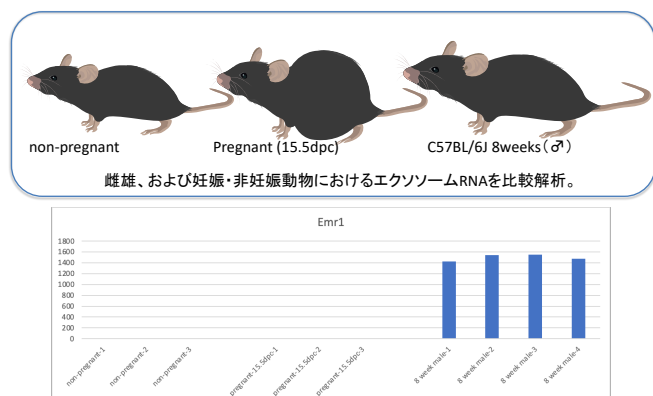 non-pregnant
Pregnant (15.5dpc)
C57BL/6J 8weeks(♂)
雌雄、および妊娠・非妊娠動物におけるエクソソームRNAを比較解析。
Emr1
1800
1600
1400
1200
1000
800
600
400
200
0
non-pregnant-1
non-pregnant-2
non-pregnant-3
pregnant-15.5dpc-1
pregnant-15.5dpc-2
pregnant-15.5dpc-3
8 week male-1
8 week male-2
8 week male-3
8 week male-4